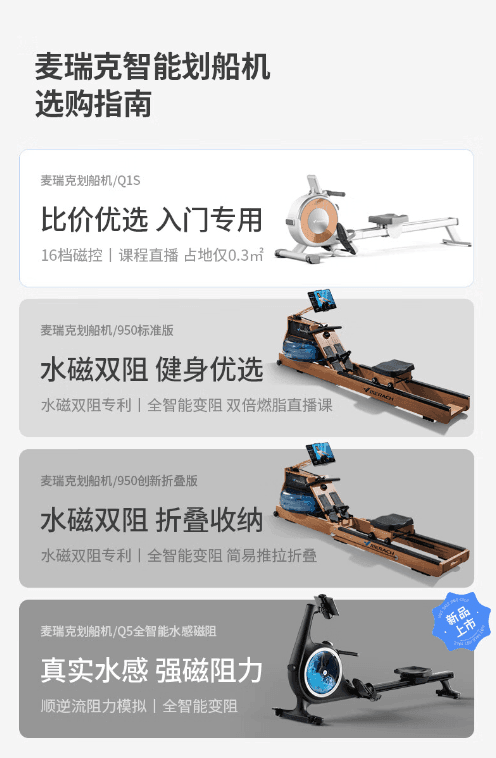 麦瑞克智能划船机
选购指南
麦瑞克划船机/Q1S
比价优选 入门专用
16档磁控丨课程直播 占地仅0.3㎡
麦瑞克划船机/950标准版
水磁双阻 健身优选
水磁双阻专利丨全智能变阻 双倍燃脂直播课
MERACH
麦瑞克划船机/950创新折叠版
水磁双阻 折叠收纳
水磁双阻专利丨全智能变阻 简易推拉折叠
MERACH
新品
上市
麦瑞克划船机/Q5全智能水感磁阻
真实水感 强磁阻力
顺逆流阻力模拟丨全智能变阻